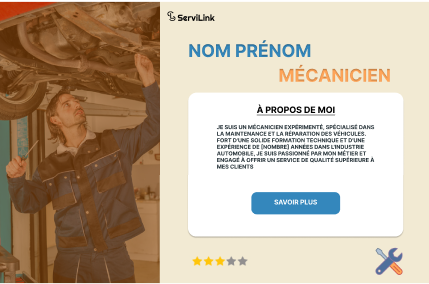 ServiLink
NOM PRÉNOM
MÉCANICIEN
À PROPOS DE MOI
JE SUIS UN MÉCANICIEN EXPÉRIMENTÉ, SPÉCIALISÉ DANS
LA MAINTENANCE ET LA RÉPARATION DES VÉHICULES.
FORT D'UNE SOLIDE FORMATION TECHNIQUE ET D'UNE
EXPÉRIENCE DE [NOMBRE] ANNÉES DANS L'INDUSTRIE
AUTOMOBILE, JE SUIS PASSIONNÉ PAR MON MÉTIER ET
ENGAGÉ À OFFRIR UN SERVICE DE QUALITÉ SUPÉRIEURE À
MES CLIENTS
SAVOIR PLUS